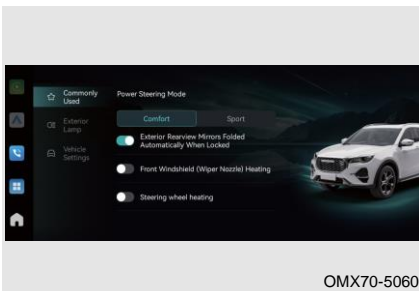 Commonly
Used
Exterior
Lamp
Vehicle
Settings
Power Steering Mode
Comfort
Sport
Exterior Rearview Mirrors Folded
Automatically When Locked
Front Windshield (Wiper Nozzle) Heating
Steering wheel heating
OMX70-5060